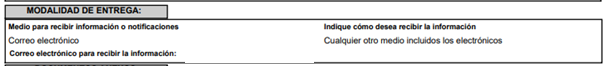 MODALIDAD DE ENTREGA:
Medio para recibir información o notificaciones
Indique cómo desea recibir la información
Correo electrónico
Cualquier otro medio incluidos los electrónicos
Correo electrónico para recibir la información: